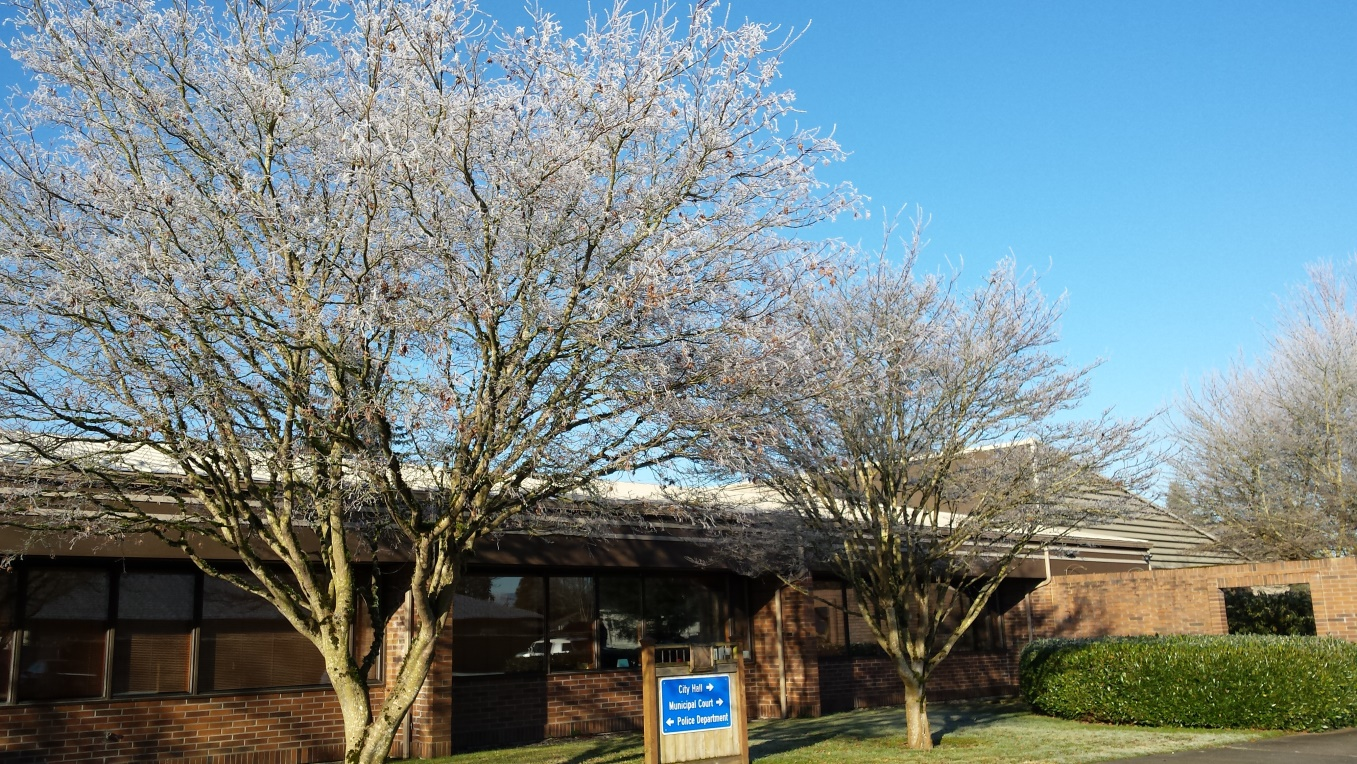 City Hall →
Municipal Court →
← Police Department